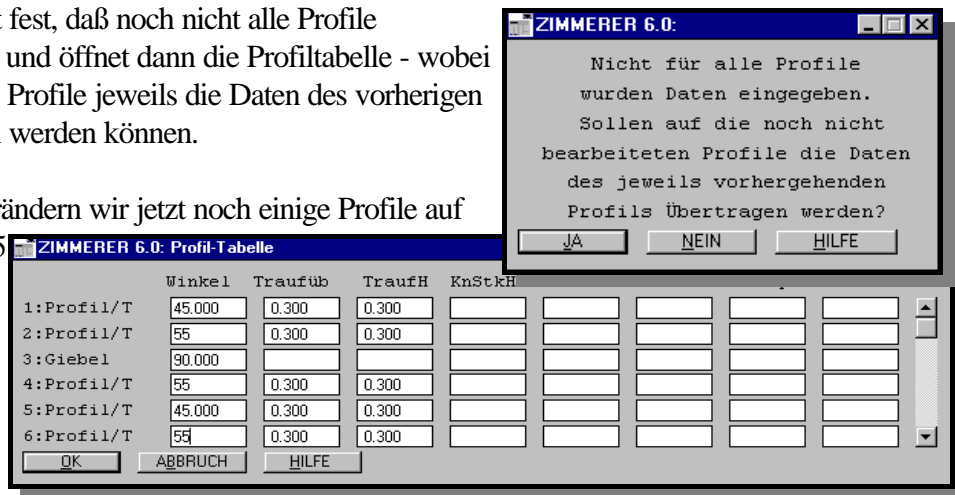 fest, daß noch nicht alle Profile
und öffnet dann die Profiltabelle - wobei
Profile jeweils die Daten des vorherigen
werden können.
ändern wir jetzt noch einige Profile auf
5
ZIMMERER 6.0:
Nicht für alle Profile
wurden Daten eingegeben.
Sollen auf die noch nicht
bearbeiteten Profile die Daten
des jeweils vorhergehenden
Profils Übertragen werden?
JA NEIN HILFE
ZIMMERER 6.0: Profil-Tabelle
Winkel Traufüb TraufH KnStkH
1:Profil/T 45.000 0.300 0.300
2:Profil/T 55 0.300 0.300
3:Giebel 90.000
4:Profil/T 55 0.300 0.300
5:Profil/T 45.000 0.300 0.300
6:Profil/T 55 0.300 0.300
OK ABBRUCH HILFE